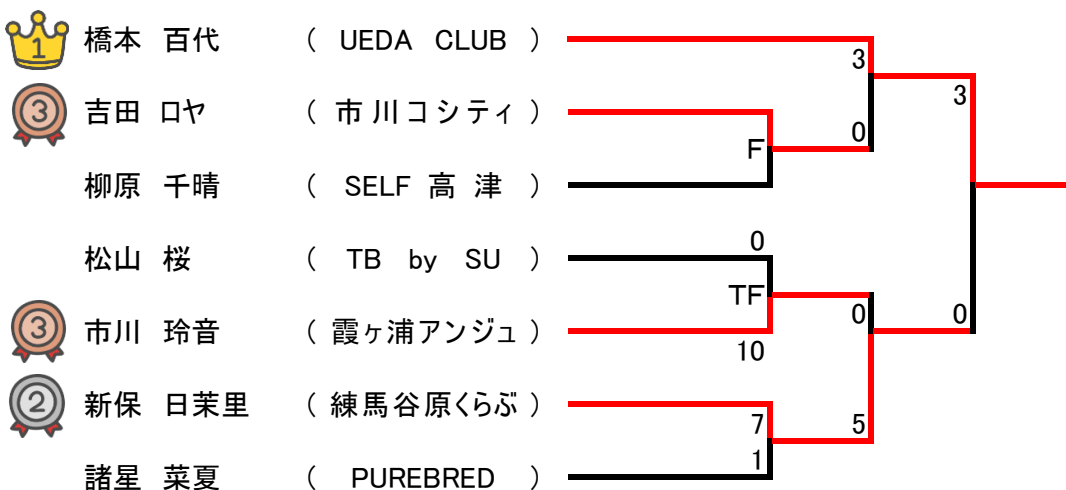 1 橋本 百代 ( UEDA CLUB )
3
3
3 吉田 ロヤ ( 市川コシティ )
0
F
柳原 千晴 ( SELF 高津 )
0
松山 桜 ( TB by SU )
TF
0
0
3 市川 玲音 ( 霞ヶ浦アンジュ )
10
2 新保 日茉里 ( 練馬谷原くらぶ )
7
5
1
諸星 菜夏 ( PUREBRED )